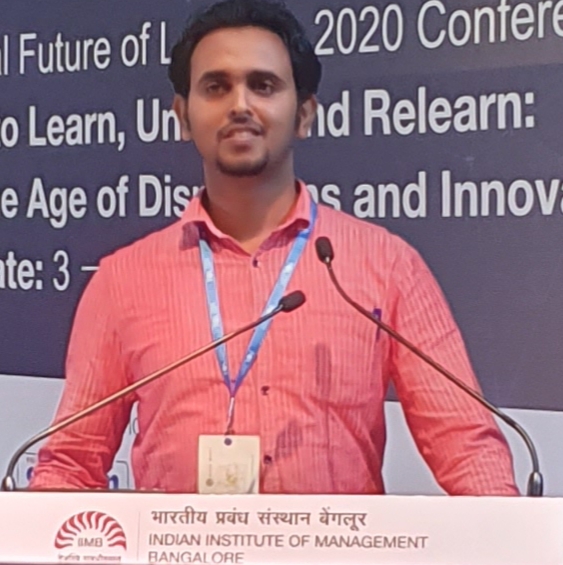 l Future of L 2020 Confere
o Learn, Un nd Relearn:
e Age of Dis ns and Innova
ate: 3 –
IIMB
भारतीय प्रबंध संस्थान बेंगलूर
INDIAN INSTITUTE OF MANAGEMENT
BANGALORE